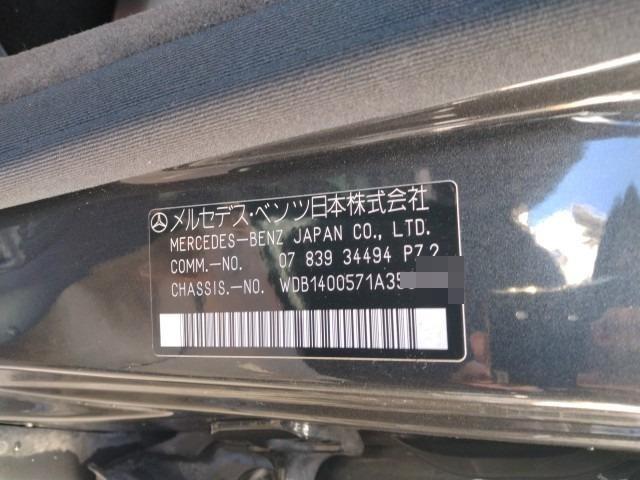 メルセデス・ベンツ日本株式会社
MERCEDES-BENZ JAPAN CO., LTD.
COMM.-NO. 07 839 34494 P7.2
CHASSIS.-NO. WDB1400571A35